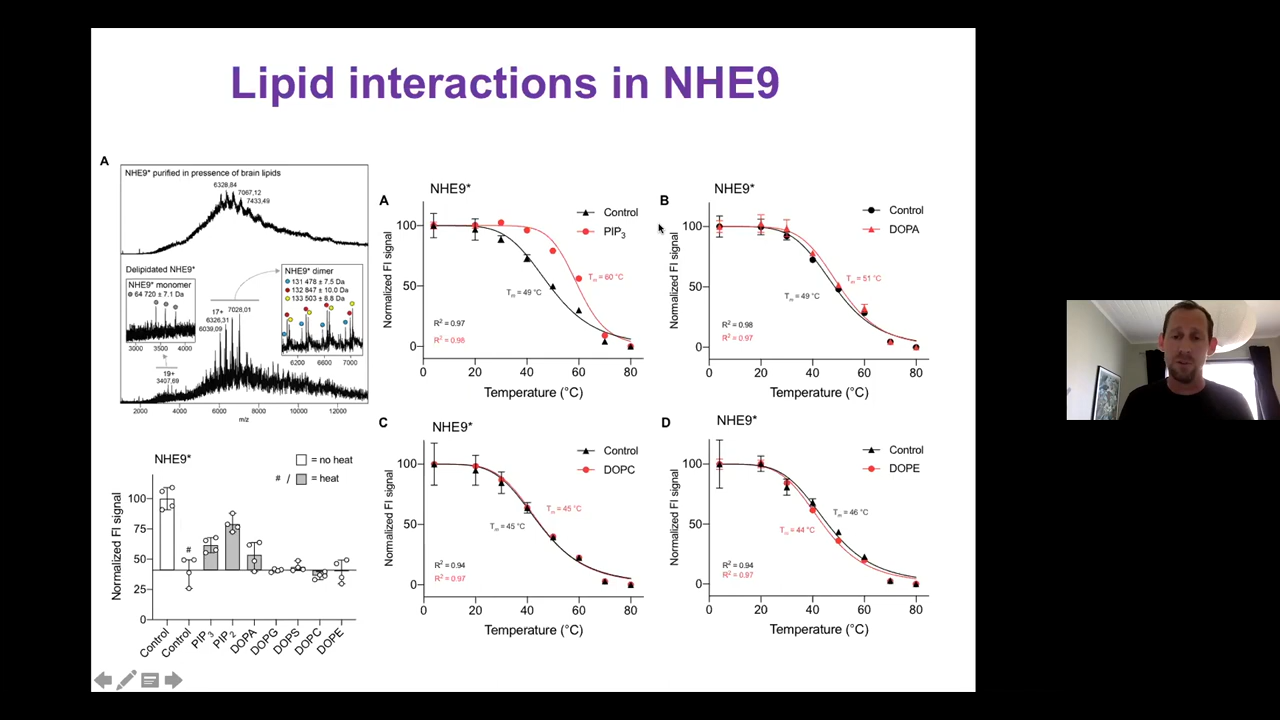 Lipid interactions in NHE9
A
NHE9* purified in presence of brain lipids
6328,84
7067,12
7433,49
Delipidated NHE9*
NHE9* monomer
64 720 ± 7.1 Da
3000 3600 4200
17+
6326,31
6039,09
7028,01
NHE9* dimer
131 478 ± 7.5 Da
132 847 ± 10.0 Da
133 503 ± 8.8 Da
6200 6600 7000
19+
3407,69
2000 4000 6000 8000 10000 12000
m/z
NHE9*
= no heat
# / = heat
Normalized FI signal
100
75
50
25
0
#
Control
Control
PIP3
PIP2
DOPA
DOPG
DOPS
DOPC
DOPE
A
NHE9*
Control
PIP3
Normalized FI signal
100
50
0
Tm = 60 °C
Tm = 49 °C
R2 = 0.97
R2 = 0.98
0 20 40 60 80
Temperature (°C)
B
NHE9*
Control
DOPA
Normalized FI signal
100
50
0
Tm = 51 °C
Tm = 49 °C
R2 = 0.98
R2 = 0.97
0 20 40 60 80
Temperature (°C)
C
NHE9*
Control
DOPC
Normalized FI signal
100
50
0
Tm = 45 °C
Tm = 45 °C
R2 = 0.94
R2 = 0.97
0 20 40 60 80
Temperature (°C)
D
NHE9*
Control
DOPE
Normalized FI signal
100
50
0
Tm = 46 °C
Tm = 44 °C
R2 = 0.94
R2 = 0.97
0 20 40 60 80
Temperature (°C)